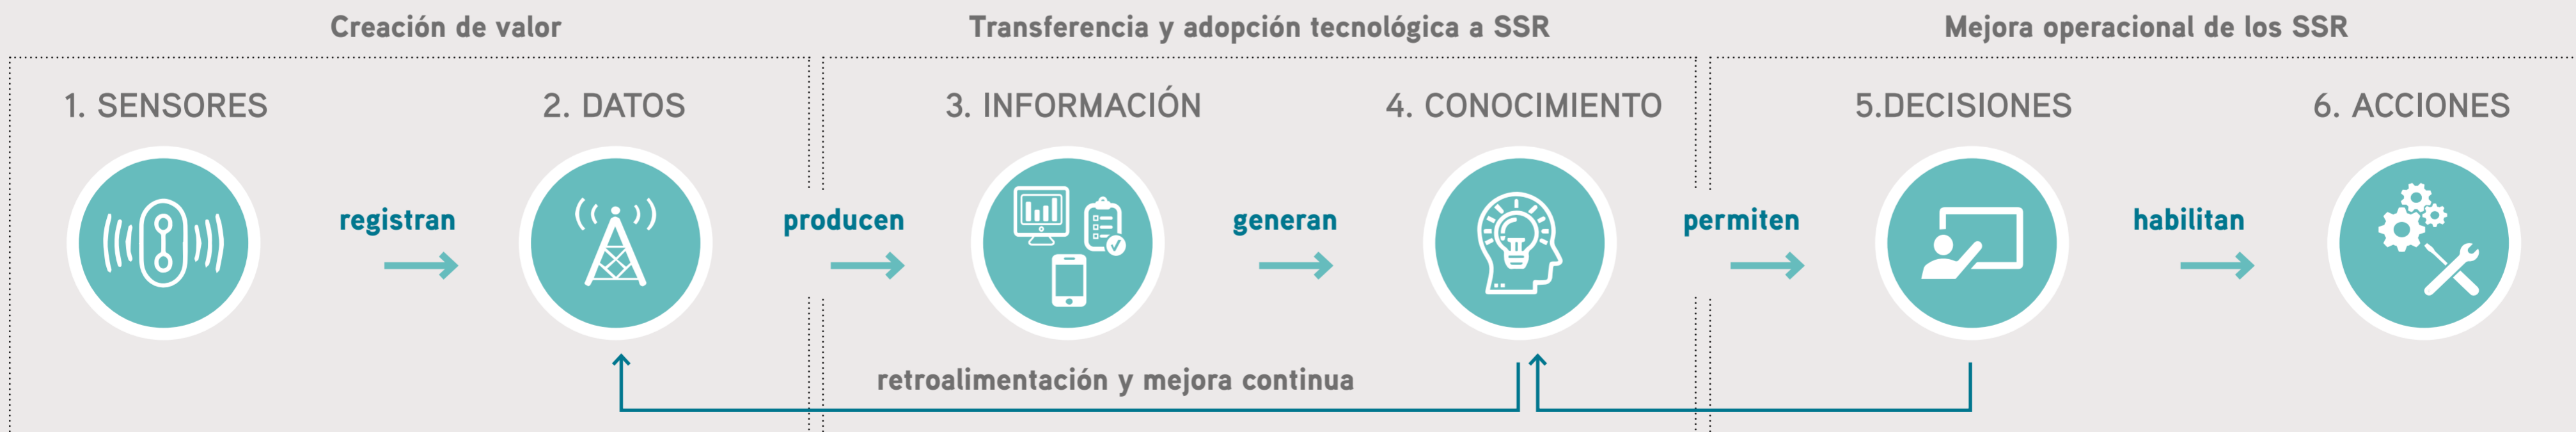 Creación de valor
Transferencia y adopción tecnológica a SSR
Mejora operacional de los SSR
1. SENSORES
2. DATOS
3. INFORMACIÓN
4. CONOCIMIENTO
5.DECISIONES
6. ACCIONES
registran
producen
generan
permiten
habilitan
retroalimentación y mejora continua